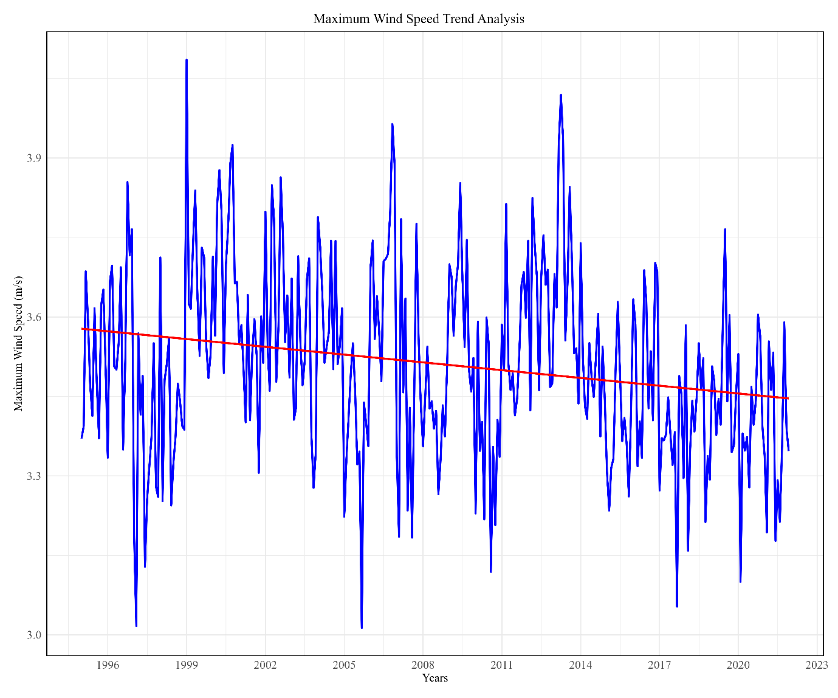 Maximum Wind Speed Trend Analysis
Maximum Wind Speed (m/s)
3.9
3.6
3.3
3.0
1996 1999 2002 2005 2008 2011 2014 2017 2020 2023
Years